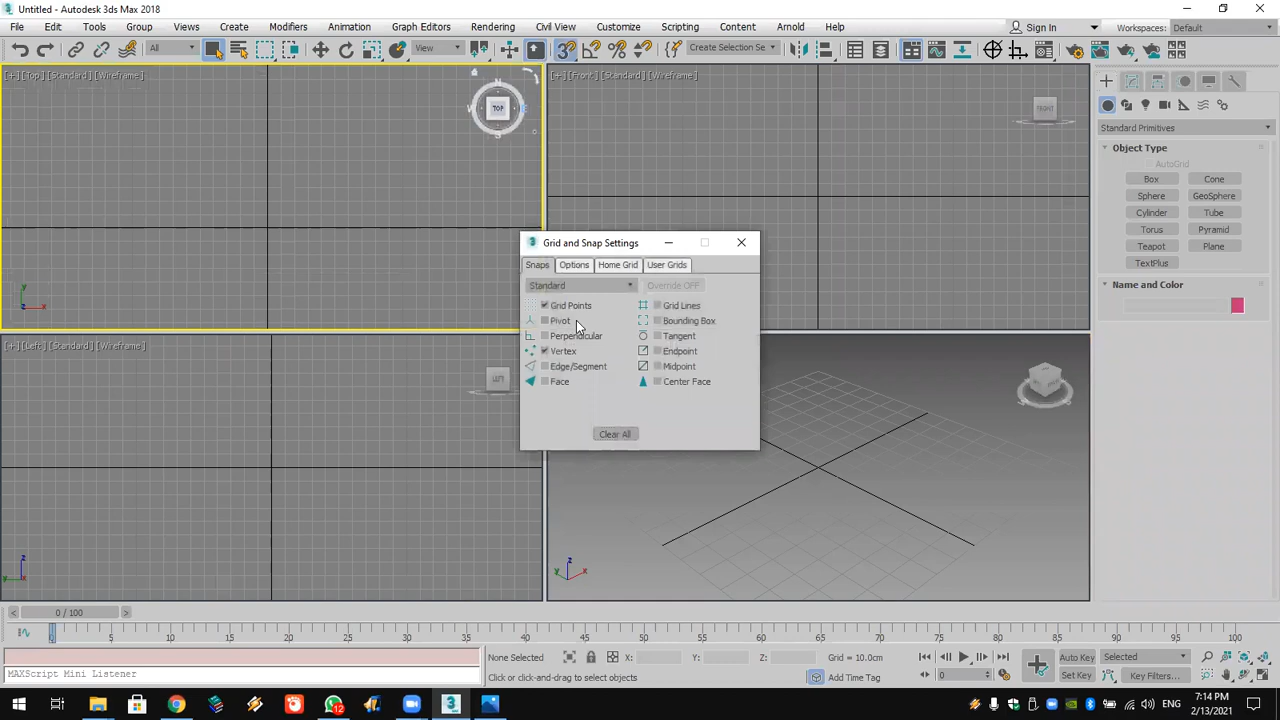 Untitled - Autodesk 3ds Max 2018
File Edit Tools Group Views Create Modifiers Animation Graph Editors Rendering Civil View Customize Scripting Content Arnold Help Sign In Workspaces: Default
All View Create Selection Se
[+] [Top] [Standard] [Wireframe]
[+] [Front] [Standard] [Wireframe]
N
TOP
S
FRONT
Standard Primitives
Object Type
AutoGrid
Box Cone
Sphere GeoSphere
Cylinder Tube
Torus Pyramid
Teapot Plane
TextPlus
Name and Color
y
z x
Grid and Snap Settings
Snaps Options Home Grid User Grids
Standard Override OFF
Grid Points Grid Lines
Pivot Bounding Box
Perpendicular Tangent
Vertex Endpoint
Edge/Segment Midpoint
Face Center Face
Clear All
[+] [Left] [Standard] [Wireframe]
LEFT
z
y x
z
y x
< 0 / 100 >
0 5 10 15 20 25 30 35 40 45 50 55 60 65 70 75 80 85 90 95 100
None Selected X: Y: Z: Grid = 10.0cm Auto Key Selected
MAXScript Mini Listener Click or click-and-drag to select objects Add Time Tag 0 Set Key Key Filters...
12
ENG
7:14 PM
2/13/2021